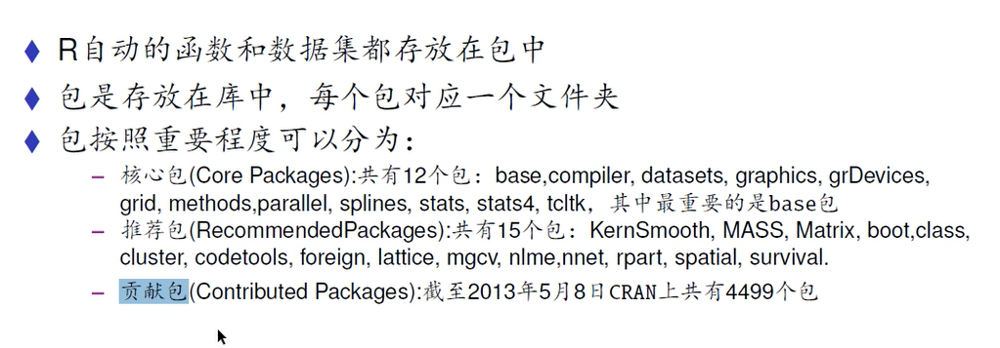 R自动的函数和数据集都存放在包中
包是存放在库中，每个包对应一个文件夹
包按照重要程度可以分为：
核心包(Core Packages):共有12个包：base,compiler, datasets, graphics, grDevices,
grid, methods,parallel, splines, stats, stats4, tcltk，其中最重要的是base包
推荐包(RecommendedPackages):共有15个包：KernSmooth, MASS, Matrix, boot,class,
cluster, codetools, foreign, lattice, mgcv, nlme,nnet, rpart, spatial, survival.
贡献包(Contributed Packages):截至2013年5月8日CRAN上共有4499个包